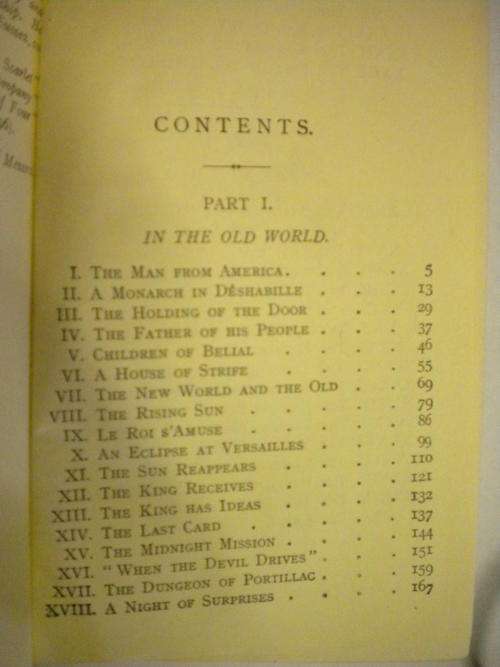 Scarlet
Company
CONTENTS.
PART I.
IN THE OLD WORLD.
I. THE MAN FROM AMERICA. . . . 5
II. A MONARCH IN DÉSHABILLE . . . 13
III. THE HOLDING OF THE DOOR . . . 29
IV. THE FATHER OF HIS PEOPLE . . . 37
V. CHILDREN OF BELIAL . . . . 46
VI. A HOUSE OF STRIFE . . . . 55
VII. THE NEW WORLD AND THE OLD . . 69
VIII. THE RISING SUN . . . . 79
IX. LE ROI S'AMUSE . . . . 86
X. AN ECLIPSE AT VERSAILLES . . . 99
XI. THE SUN REAPPEARS . . . . 110
XII. THE KING RECEIVES . . . . 121
XIII. THE KING HAS IDEAS . . . . 132
XIV. THE LAST CARD . . . . 137
XV. THE MIDNIGHT MISSION . . . . 144
XVI. "WHEN THE DEVIL DRIVES" . . . 151
XVII. THE DUNGEON OF PORTILLAC . . . 159
XVIII. A NIGHT OF SURPRISES . . . . 167